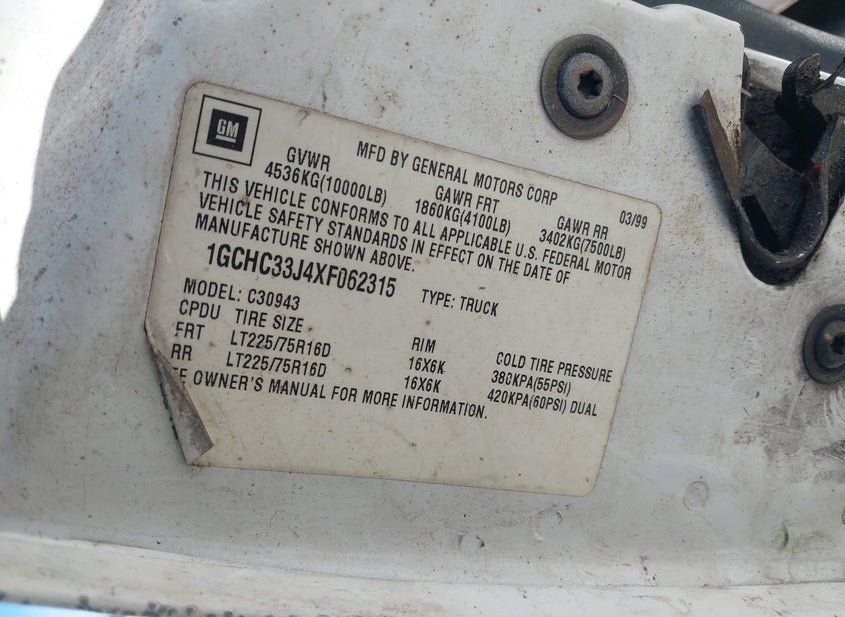 GM
MFD BY GENERAL MOTORS CORP 03/99
GVWR GAWR FRT GAWR RR
4536KG(10000LB) 1860KG(4100LB) 3402KG(7500LB)
THIS VEHICLE CONFORMS TO ALL APPLICABLE U.S. FEDERAL MOTOR
VEHICLE SAFETY STANDARDS IN EFFECT ON THE DATE OF
MANUFACTURE SHOWN ABOVE.
1GCHC33J4XF062315 TYPE: TRUCK
MODEL: C30943
CPDU TIRE SIZE RIM COLD TIRE PRESSURE
FRT LT225/75R16D 16X6K 380KPA(55PSI)
RR LT225/75R16D 16X6K 420KPA(60PSI) DUAL
OWNER'S MANUAL FOR MORE INFORMATION.